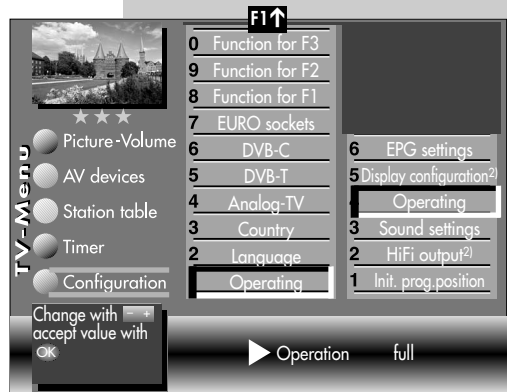 F1↑
TV-Menu
Picture-Volume
AV devices
Station table
Timer
Configuration
0 Function for F3
9 Function for F2
8 Function for F1
7 EURO sockets
6 DVB-C
5 DVB-T
4 Analog-TV
3 Country
2 Language
Operating
6 EPG settings
5 Display configuration2)
4 Operating
3 Sound settings
2 HiFi output2)
1 Init. prog.position
Change with - +
accept value with
OK
Operation full